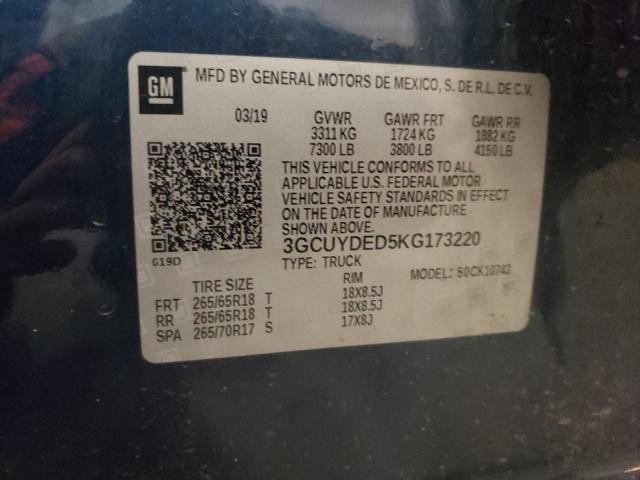 GM
MFD BY GENERAL MOTORS DE MEXICO, S. DE R.L. DE C.V.
03/19 GVWR GAWR FRT GAWR RR
3311 KG 1724 KG 1882 KG
7300 LB 3800 LB 4150 LB
THIS VEHICLE CONFORMS TO ALL
APPLICABLE U.S. FEDERAL MOTOR
VEHICLE SAFETY STANDARDS IN EFFECT
ON THE DATE OF MANUFACTURE
SHOWN ABOVE.
3GCUYDED5KG173220
G19D
TYPE: TRUCK MODEL: 50CK10743
TIRE SIZE RIM
FRT 265/65R18 T 18X8.5J
RR 265/65R18 T 18X8.5J
SPA 265/70R17 S 17X8J